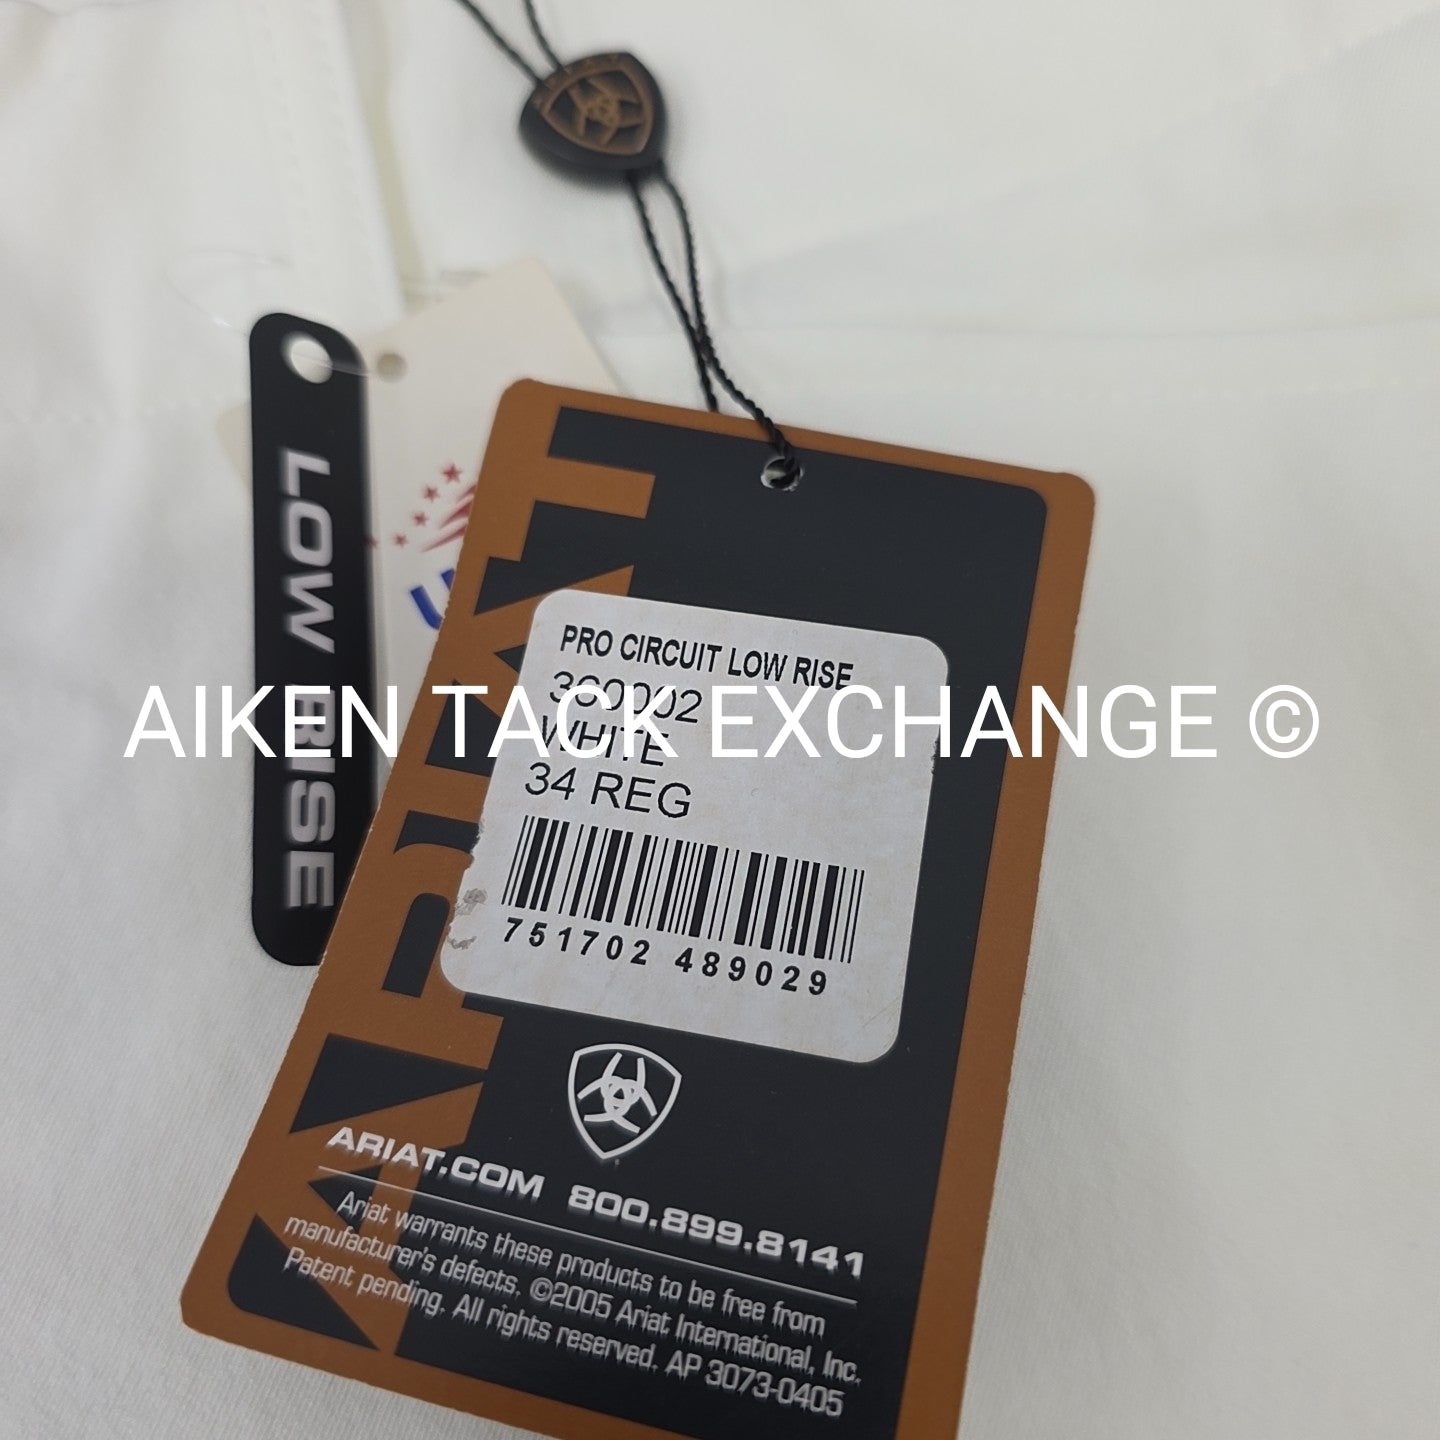 LOW RISE
ARIAT
PRO CIRCUIT LOW RISE
360002
WHITE
34 REG
751702 489029
AIKEN TACK EXCHANGE ©
ARIAT.COM 800.899.8141
Ariat warrants these products to be free from
manufacturer's defects. ©2005 Ariat International, Inc.
Patent pending. All rights reserved. AP 3073-0405